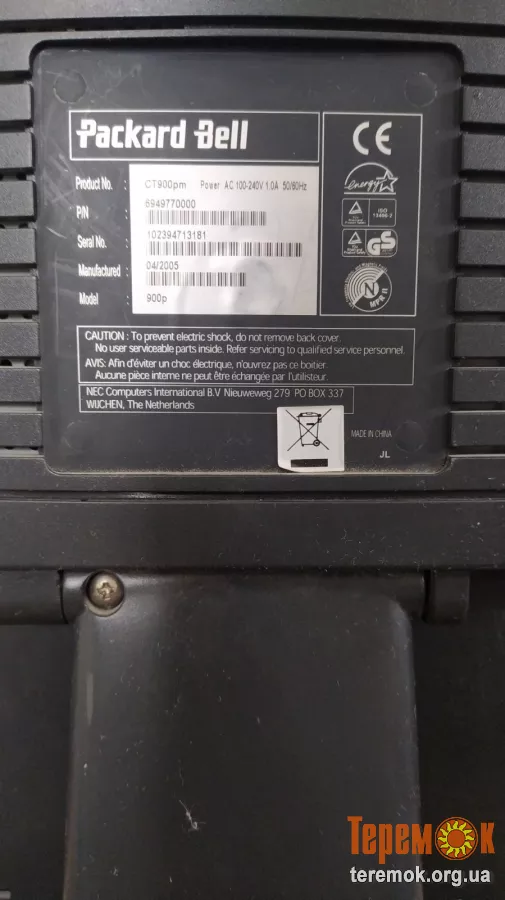 Packard Bell
Product No. : CT900pm Power AC 100-240V 1,0A 50/60Hz
P/N : 6949770000
Serial No. : 102394713181
Manufactured : 04/2005
Model : 900p
CE
energy
ISO
13406-2
GS
N
MPR II
CAUTION : To prevent electric shock, do not remove back cover.
No user serviceable parts inside. Refer servicing to qualified service personnel.
AVIS: Afin d'éviter un choc électrique, n'ouvrez pas ce boitier.
Aucune pièce interne ne peut être échangée par l'utilisateur.
NEC Computers International B.V Nieuweweg 279 PO BOX 337
WIJCHEN, The Netherlands
MADE IN CHINA
JL
Теремок
teremok.org.ua